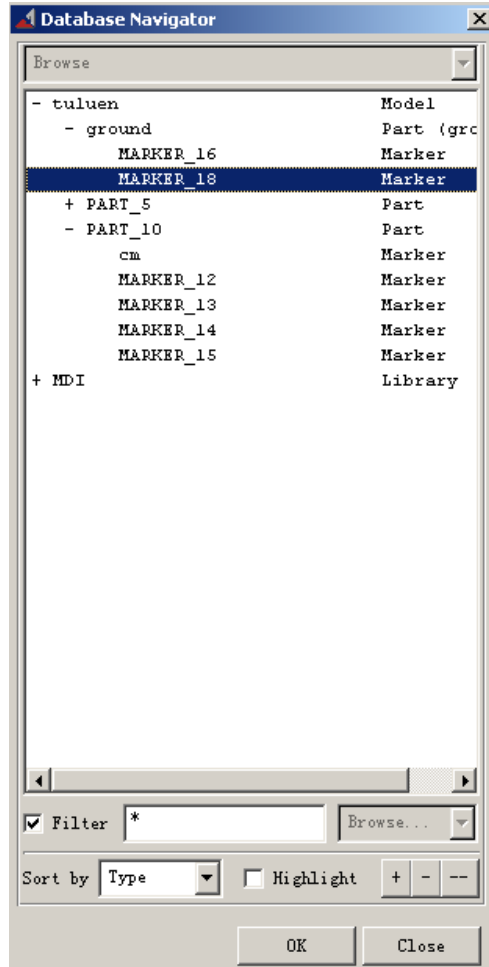 Database Navigator
Browse
- tuluen Model
- ground Part (grc
MARKER_16 Marker
MARKER_18 Marker
+ PART_5 Part
- PART_10 Part
cm Marker
MARKER_12 Marker
MARKER_13 Marker
MARKER_14 Marker
MARKER_15 Marker
+ MDI Library
Filter * Browse...
Sort by Type Highlight + - --
OK Close